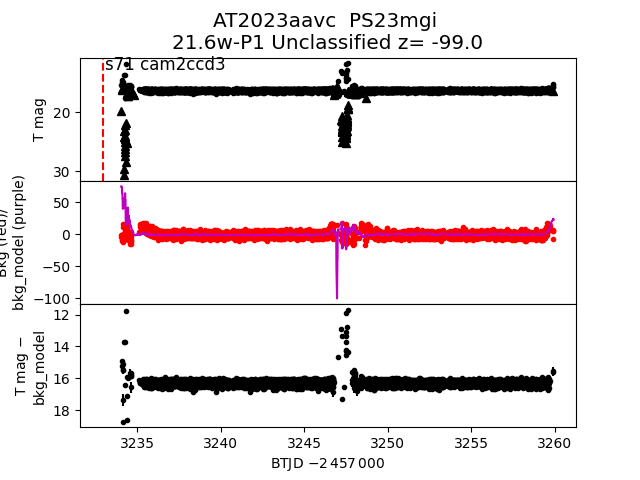 AT2023aavc  PS23mgi
21.6w-P1 Unclassified z= -99.0
s71 cam2ccd3
T mag
20
30
Bkg (red)/
bkg_model (purple)
50
0
−50
−100
T mag −
bkg_model
12
14
16
18
3235 3240 3245 3250 3255 3260
BTJD −2 457 000